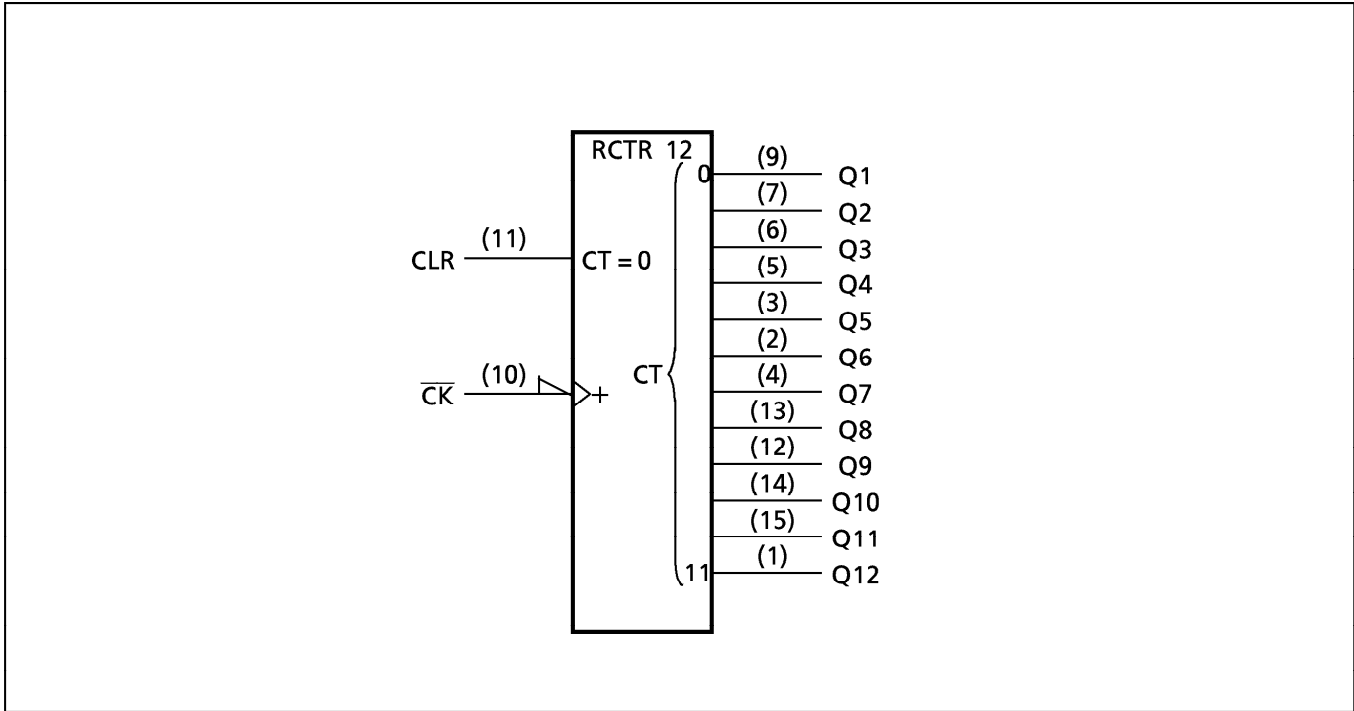 RCTR 12
0 (9) Q1
(7) Q2
(6) Q3
CLR (11) CT = 0
(5) Q4
(3) Q5
(2) Q6
CT
C̅K̅ (10) +
(4) Q7
(13) Q8
(12) Q9
(14) Q10
(15) Q11
11 (1) Q12